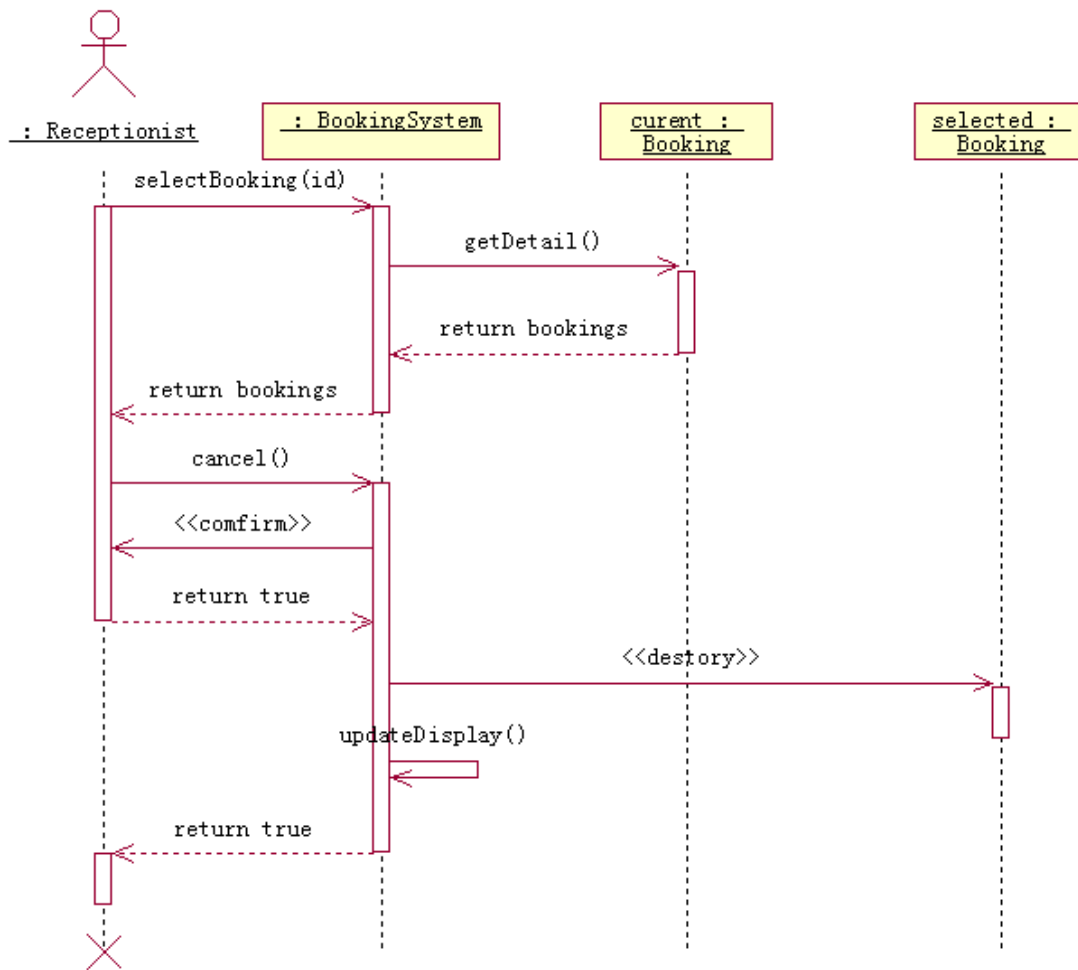 : Receptionist
: BookingSystem
curent :
Booking
selected :
Booking
selectBooking(id)
getDetail()
return bookings
return bookings
cancel()
<<comfirm>>
return true
<<destory>>
updateDisplay()
return true